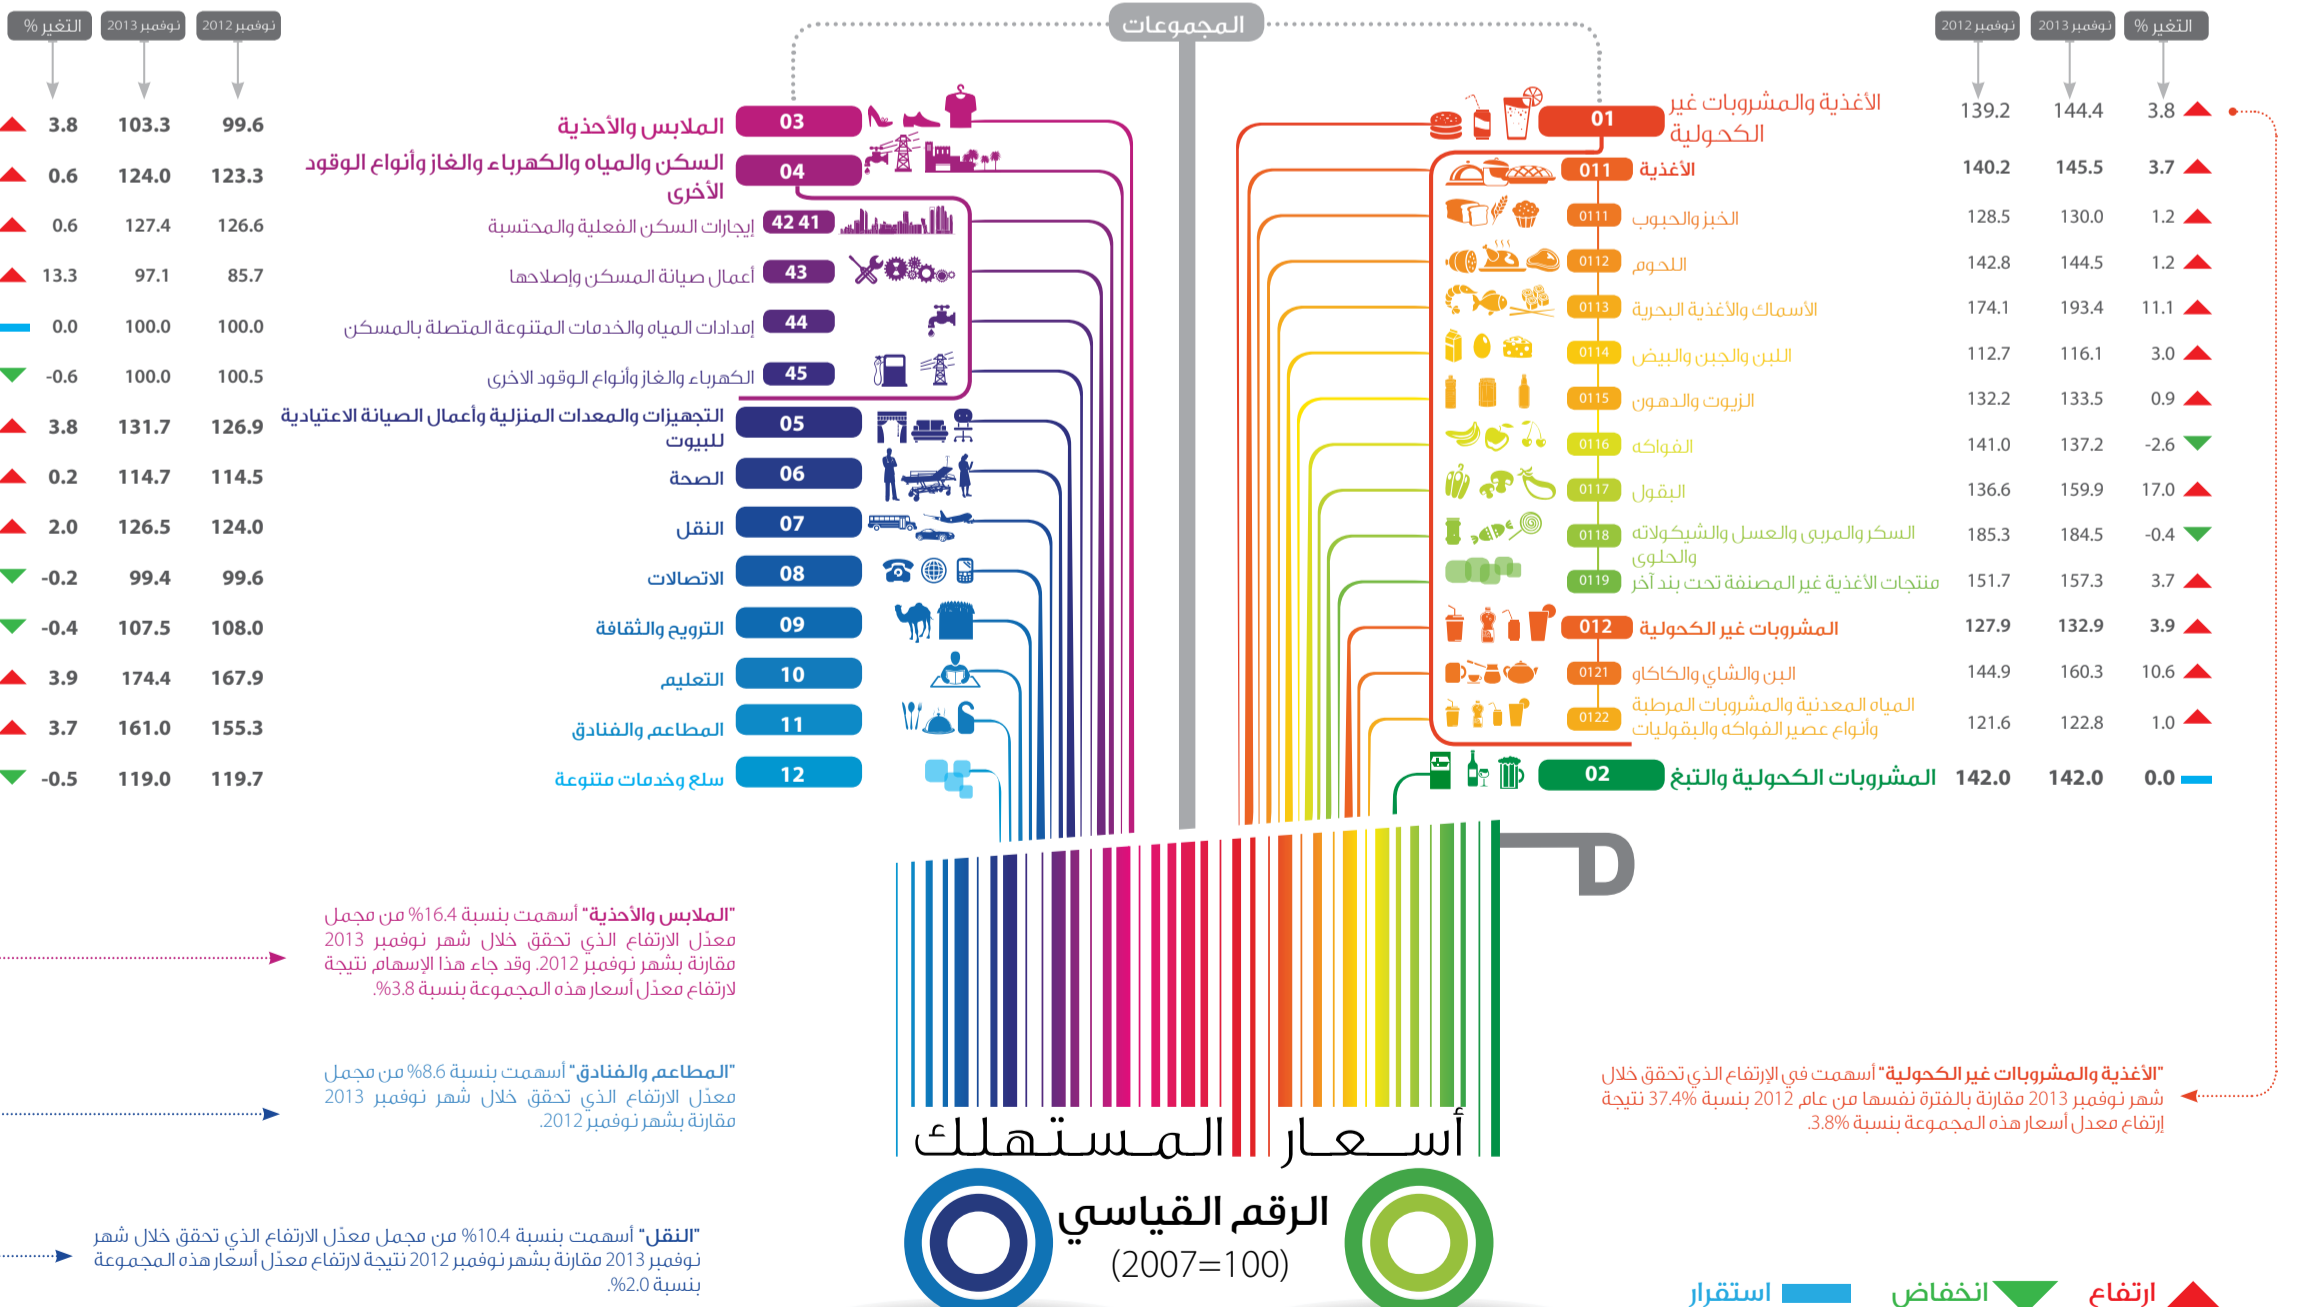 المجموعات
نوفمبر 2012 نوفمبر 2013 التغير %
01 الأغذية والمشروبات غير الكحولية 139.2 144.4 3.8
011 الأغذية 140.2 145.5 3.7
0111 الخبز والحبوب 128.5 130.0 1.2
0112 اللحوم 142.8 144.5 1.2
0113 الأسماك والأغذية البحرية 174.1 193.4 11.1
0114 اللبن والجبن والبيض 112.7 116.1 3.0
0115 الزيوت والدهون 132.2 133.5 0.9
0116 الفواكه 141.0 137.2 -2.6
0117 البقول 136.6 159.9 17.0
0118 السكر والمربى والعسل والشيكولاته والحلوى 185.3 184.5 -0.4
0119 منتجات الأغذية غير المصنفة تحت بند آخر 151.7 157.3 3.7
012 المشروبات غير الكحولية 127.9 132.9 3.9
0121 البن والشاي والكاكاو 144.9 160.3 10.6
0122 المياه المعدنية والمشروبات المرطبة وأنواع عصير الفواكه والبقوليات 121.6 122.8 1.0
02 المشروبات الكحولية والتبغ 142.0 142.0 0.0
نوفمبر 2012 نوفمبر 2013 التغير %
03 الملابس والأحذية 99.6 103.3 3.8
04 السكن والمياه والكهرباء والغاز وأنواع الوقود الأخرى 123.3 124.0 0.6
42 41 إيجارات السكن الفعلية والمحتسبة 126.6 127.4 0.6
43 أعمال صيانة المسكن وإصلاحها 85.7 97.1 13.3
44 إمدادات المياه والخدمات المتنوعة المتصلة بالمسكن 100.0 100.0 0.0
45 الكهرباء والغاز وأنواع الوقود الاخرى 100.5 100.0 -0.6
05 التجهيزات والمعدات المنزلية وأعمال الصيانة الاعتيادية للبيوت 126.9 131.7 3.8
06 الصحة 114.5 114.7 0.2
07 النقل 124.0 126.5 2.0
08 الاتصالات 99.6 99.4 -0.2
09 الترويح والثقافة 108.0 107.5 -0.4
10 التعليم 167.9 174.4 3.9
11 المطاعم والفنادق 155.3 161.0 3.7
12 سلع وخدمات متنوعة 119.7 119.0 -0.5
"الأغذية والمشروباات غير الكحولية" أسهمت في الإرتفاع الذي تحقق خلال
شهر نوفمبر 2013 مقارنة بالفترة نفسها من عام 2012 بنسبة 37.4% نتيجة
إرتفاع معدل أسعار هذه المجموعة بنسبة 3.8%.
"الملابس والأحذية" أسهمت بنسبة 16.4% من مجمل
معدّل الارتفاع الذي تحقق خلال شهر نوفمبر 2013
مقارنة بشهر نوفمبر 2012. وقد جاء هذا الإسهام نتيجة
لارتفاع معدّل أسعار هذه المجموعة بنسبة 3.8%.
"المطاعم والفنادق" أسهمت بنسبة 8.6% من مجمل
معدّل الارتفاع الذي تحقق خلال شهر نوفمبر 2013
مقارنة بشهر نوفمبر 2012.
"النقل" أسهمت بنسبة 10.4% من مجمل معدّل الارتفاع الذي تحقق خلال شهر
نوفمبر 2013 مقارنة بشهر نوفمبر 2012 نتيجة لارتفاع معدّل أسعار هذه المجموعة
بنسبة 2.0%.
أسعار المستهلك
الرقم القياسي
(2007=100)
ارتفاع انخفاض استقرار